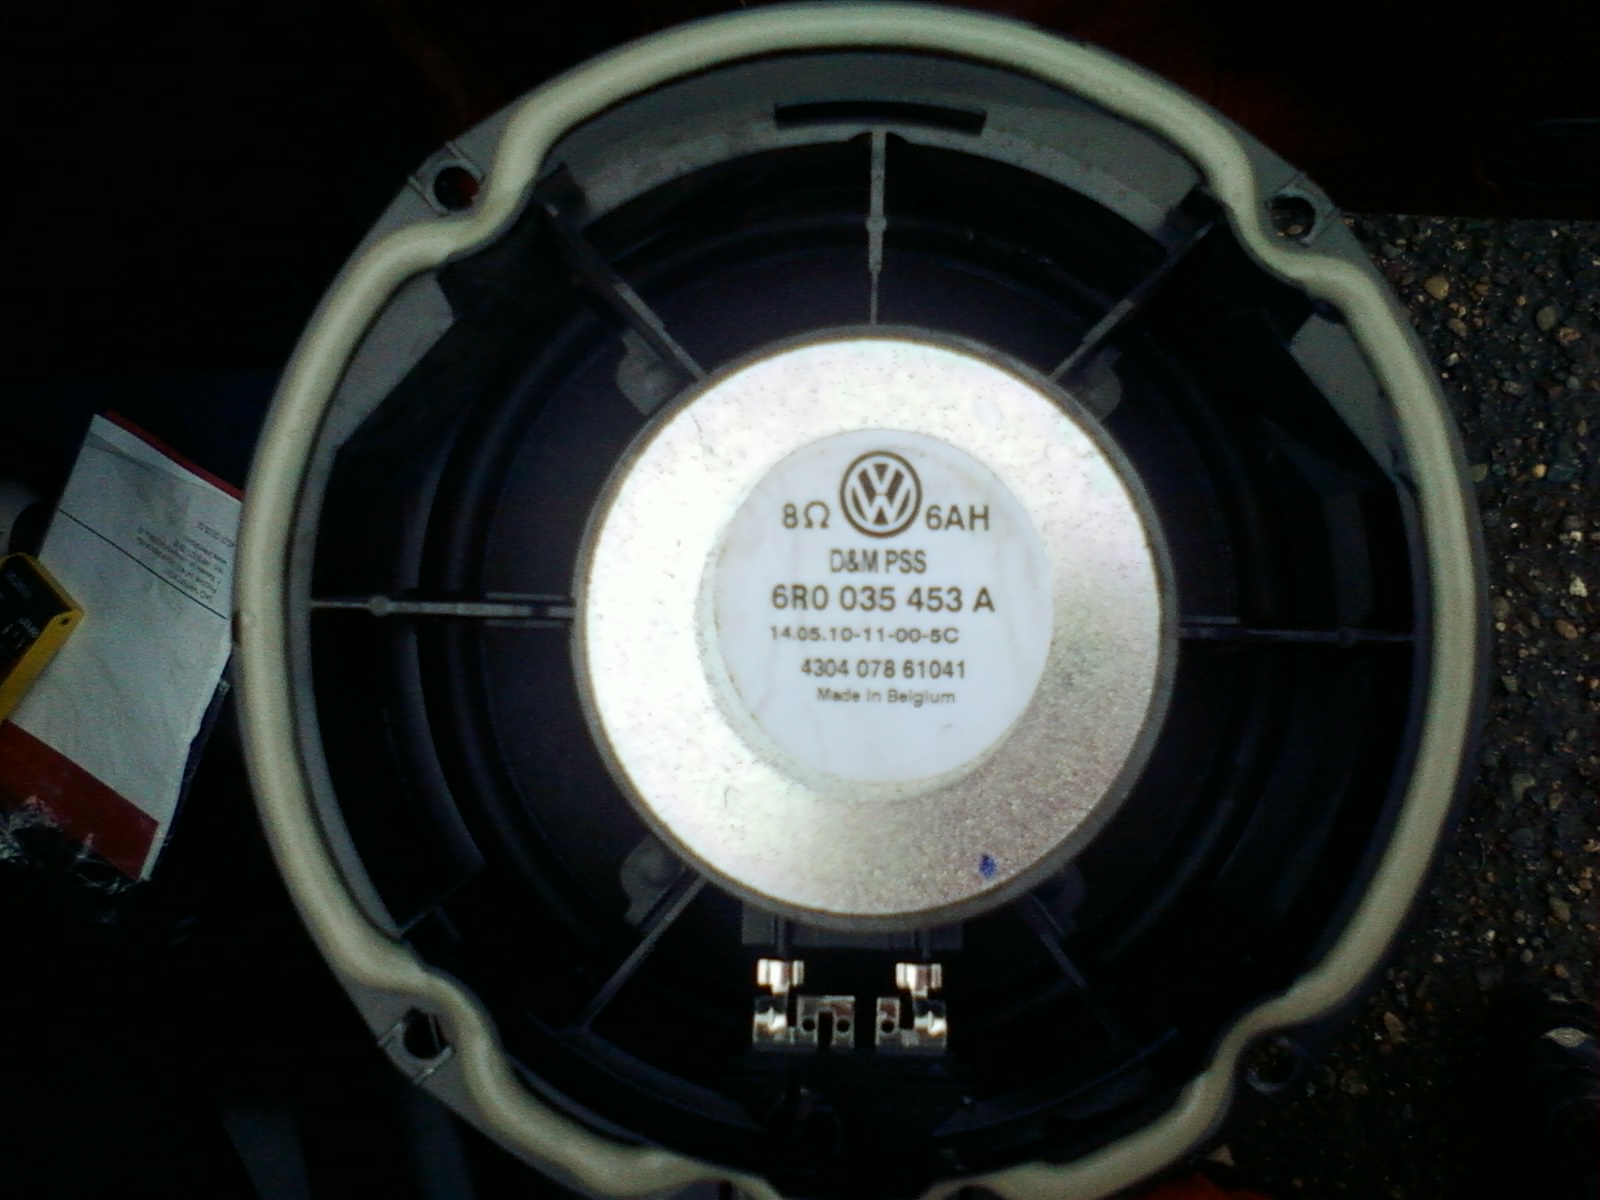 8Ω 6AH
D&M PSS
6R0 035 453 A
14.05.10-11-00-5C
4304 078 61041
Made in Belgium